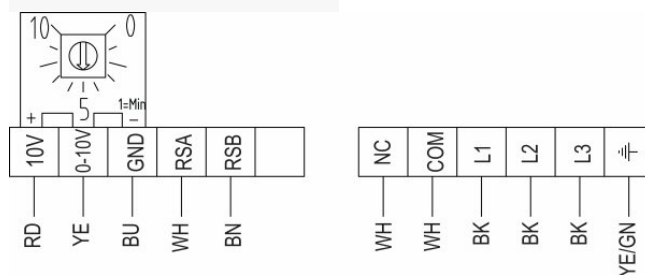 10 0
5 1=Min
+ -
10V 0-10V GND RSA RSB NC COM L1 L2 L3
RD YE BU WH BN WH WH BK BK BK YE/GN